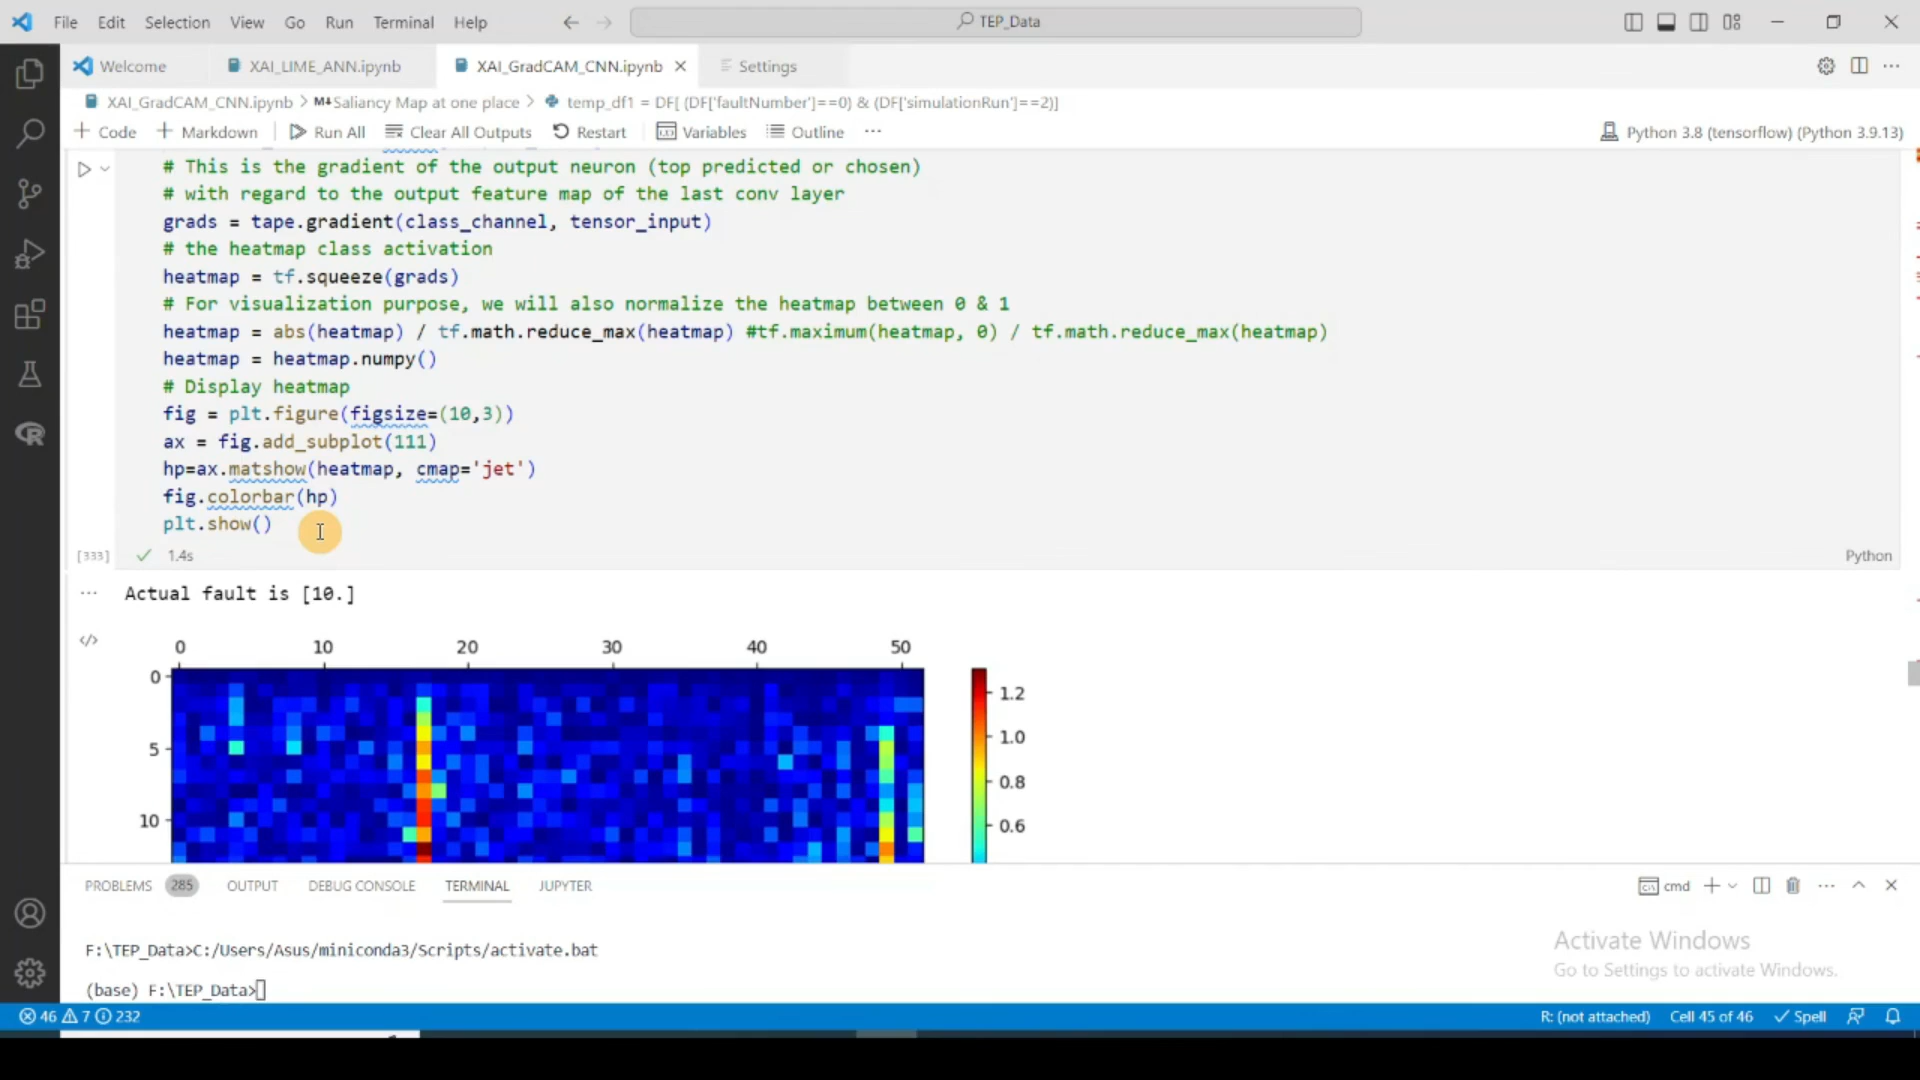 File Edit Selection View Go Run Terminal Help TEP_Data
Welcome XAI_LIME_ANN.ipynb XAI_GradCAM_CNN.ipynb Settings
XAI_GradCAM_CNN.ipynb > M↓Saliancy Map at one place > temp_df1 = DF[ (DF['faultNumber']==0) & (DF['simulationRun']==2)]
+ Code + Markdown Run All Clear All Outputs Restart Variables Outline ... Python 3.8 (tensorflow) (Python 3.9.13)
# This is the gradient of the output neuron (top predicted or chosen)
# with regard to the output feature map of the last conv layer
grads = tape.gradient(class_channel, tensor_input)
# the heatmap class activation
heatmap = tf.squeeze(grads)
# For visualization purpose, we will also normalize the heatmap between 0 & 1
heatmap = abs(heatmap) / tf.math.reduce_max(heatmap) #tf.maximum(heatmap, 0) / tf.math.reduce_max(heatmap)
heatmap = heatmap.numpy()
# Display heatmap
fig = plt.figure(figsize=(10,3))
ax = fig.add_subplot(111)
hp=ax.matshow(heatmap, cmap='jet')
fig.colorbar(hp)
plt.show()
[333] ✓ 1.4s Python
... Actual fault is [10.]
</>
0 10 20 30 40 50
0
5
10
1.2
1.0
0.8
0.6
PROBLEMS 285 OUTPUT DEBUG CONSOLE TERMINAL JUPYTER cmd
F:\TEP_Data>C:/Users/Asus/miniconda3/Scripts/activate.bat
(base) F:\TEP_Data>
Activate Windows
Go to Settings to activate Windows.
46 7 232 R: (not attached) Cell 45 of 46 ✓ Spell